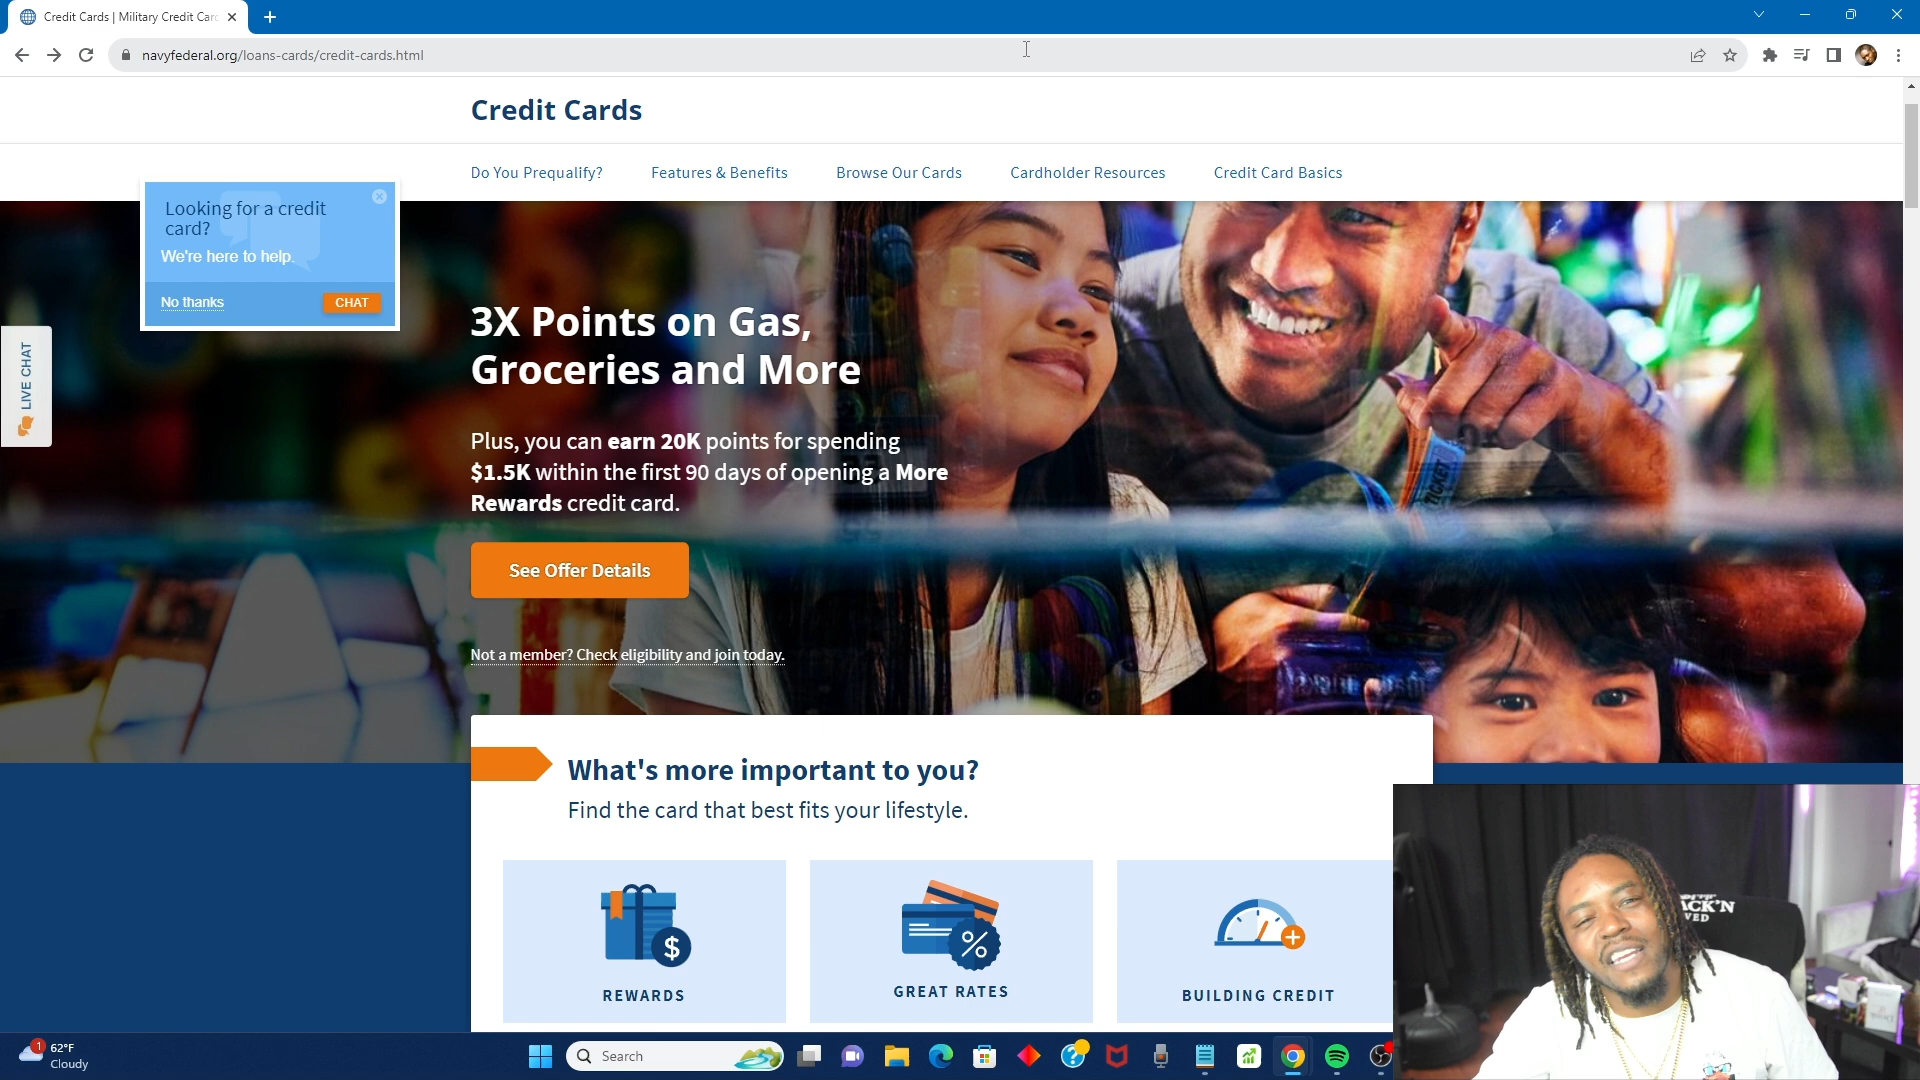 Credit Cards | Military Credit Car
navyfederal.org/loans-cards/credit-cards.html
Credit Cards
Do You Prequalify?
Features & Benefits
Browse Our Cards
Cardholder Resources
Credit Card Basics
Looking for a credit
card?
We're here to help.
No thanks
CHAT
LIVE CHAT
3X Points on Gas,
Groceries and More
Plus, you can earn 20K points for spending
$1.5K within the first 90 days of opening a More
Rewards credit card.
See Offer Details
Not a member? Check eligibility and join today.
TICKET
What's more important to you?
Find the card that best fits your lifestyle.
$
REWARDS
%
GREAT RATES
BUILDING CREDIT
1
62°F
Cloudy
Search